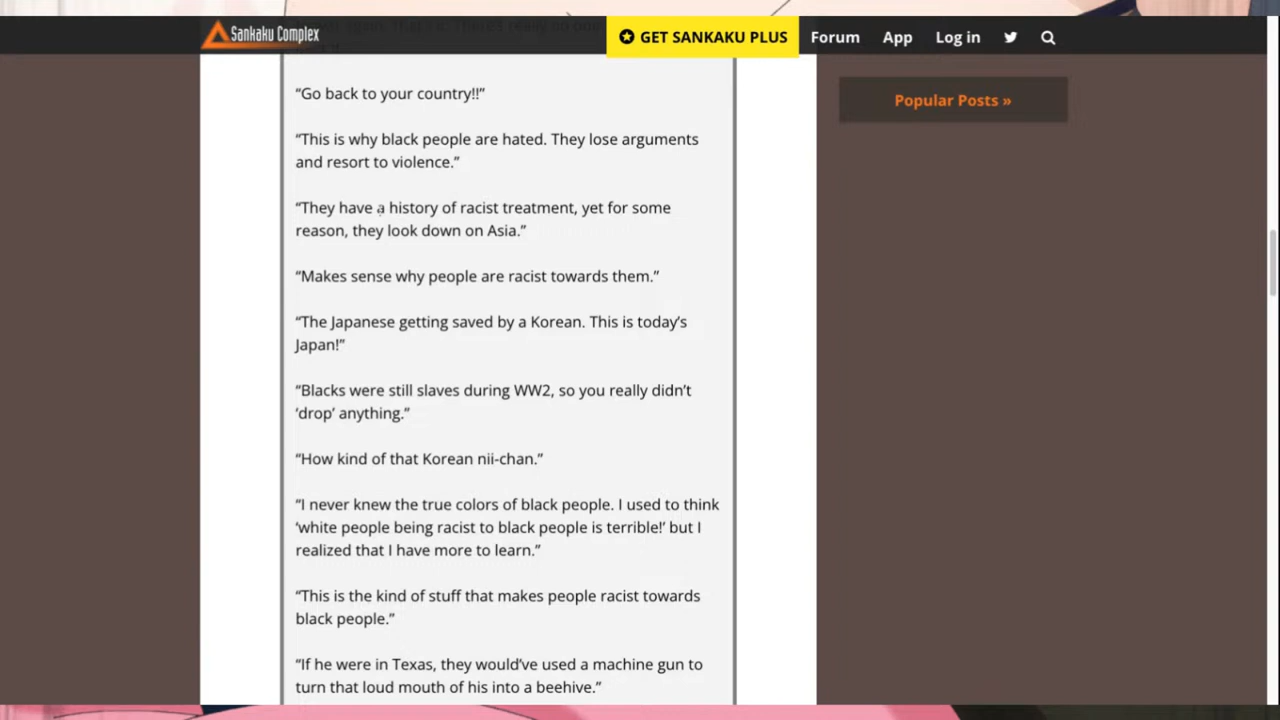 Sankaku Complex
GET SANKAKU PLUS
Forum
App
Log in
“Go back to your country!!”
“This is why black people are hated. They lose arguments
and resort to violence.”
“They have a history of racist treatment, yet for some
reason, they look down on Asia.”
“Makes sense why people are racist towards them.”
“The Japanese getting saved by a Korean. This is today’s
Japan!”
“Blacks were still slaves during WW2, so you really didn’t
‘drop’ anything.”
“How kind of that Korean nii-chan.”
“I never knew the true colors of black people. I used to think
‘white people being racist to black people is terrible!’ but I
realized that I have more to learn.”
“This is the kind of stuff that makes people racist towards
black people.”
“If he were in Texas, they would’ve used a machine gun to
turn that loud mouth of his into a beehive.”
Popular Posts »